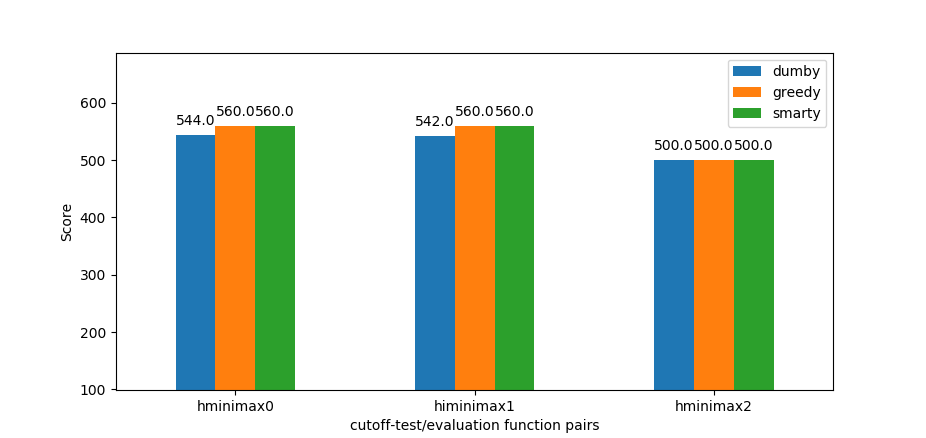 600
500
400
300
200
100
Score
544.0
560.0
560.0
542.0
560.0
560.0
500.0
500.0
500.0
dumby
greedy
smarty
hminimax0
himinimax1
hminimax2
cutoff-test/evaluation function pairs